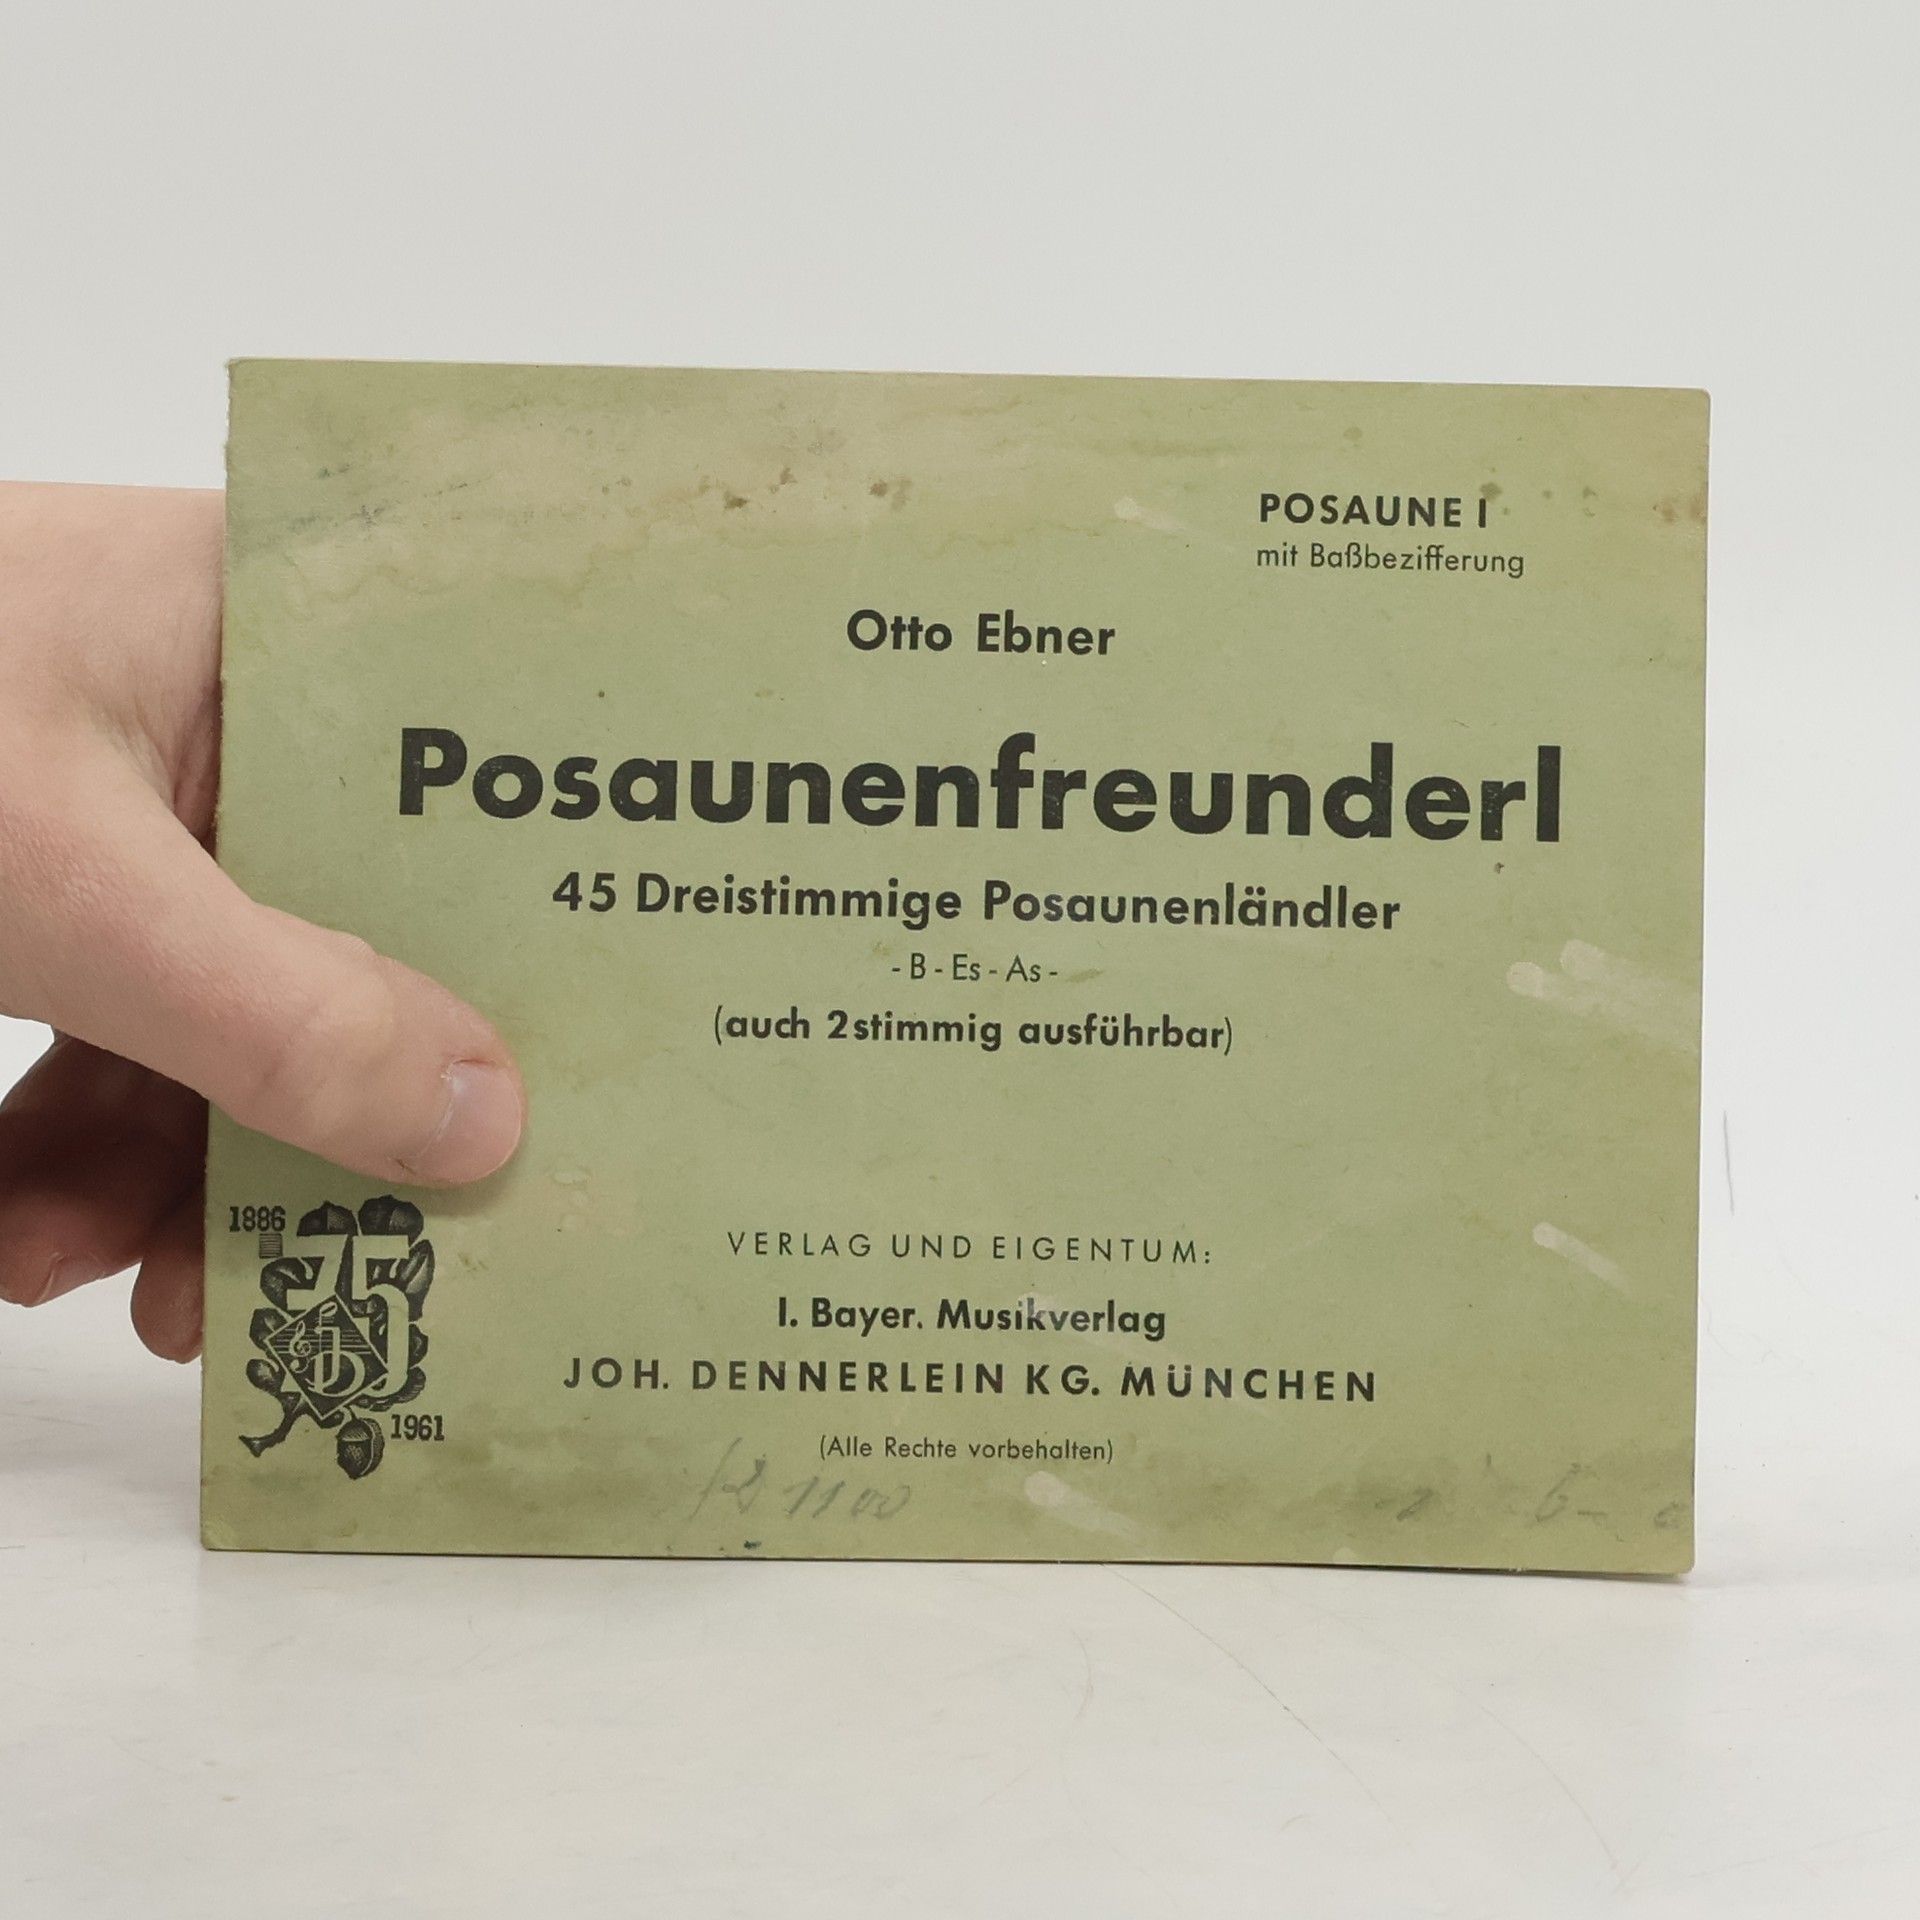 POSAUNE I
mit Baßbezifferung
Otto Ebner
Posaunenfreunderl
45 Dreistimmige Posaunenländler
- B - Es - As -
(auch 2stimmig ausführbar)
1886
75
1961
VERLAG UND EIGENTUM:
I. Bayer. Musikverlag
JOH. DENNERLEIN KG. MÜNCHEN
(Alle Rechte vorbehalten)